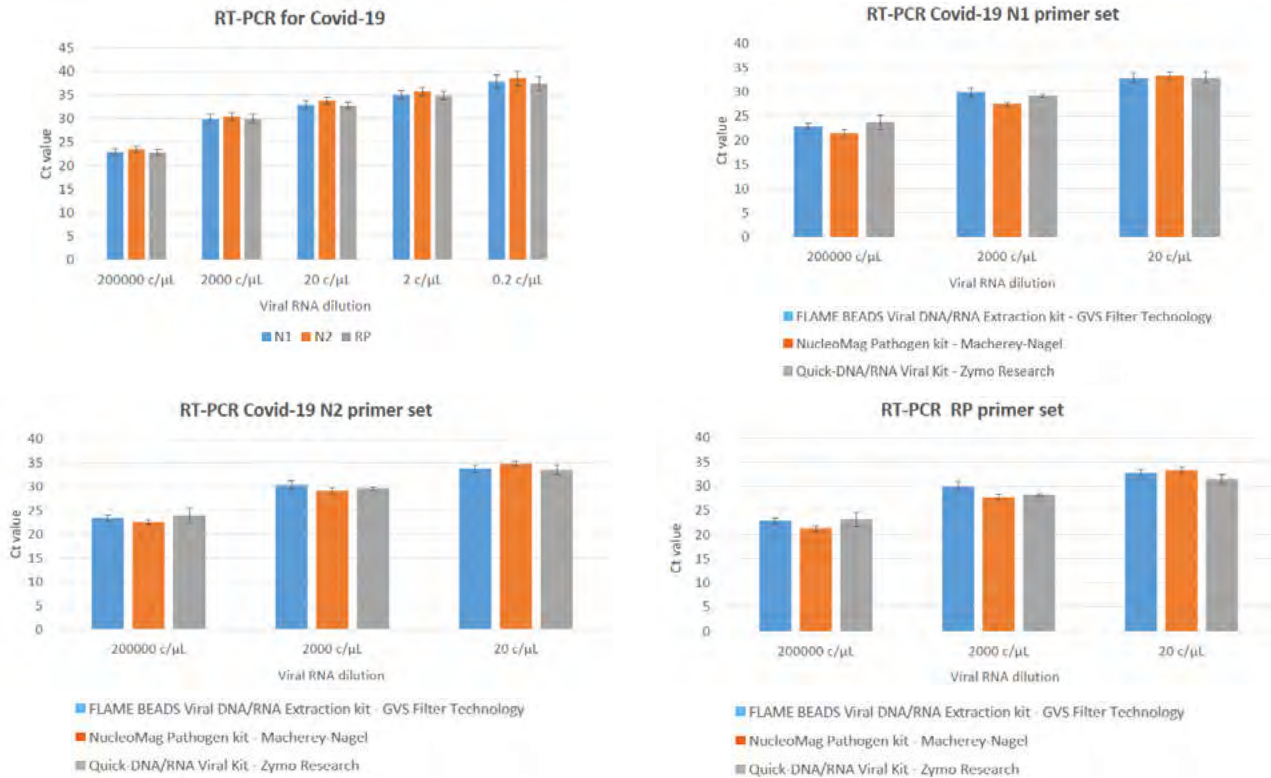 RT-PCR for Covid-19
45
40
35
30
25
20
15
10
5
0
Ct value
200000 c/µL 2000 c/µL 20 c/µL 2 c/µL 0.2 c/µL
Viral RNA dilution
N1 N2 RP
RT-PCR Covid-19 N1 primer set
40
35
30
25
20
15
10
5
0
Ct value
200000 c/µL 2000 c/µL 20 c/µL
Viral RNA dilution
FLAME BEADS Viral DNA/RNA Extraction kit - GVS Filter Technology
NucleoMag Pathogen kit - Macherey-Nagel
Quick-DNA/RNA Viral Kit - Zymo Research
RT-PCR Covid-19 N2 primer set
40
35
30
25
20
15
10
5
0
Ct value
200000 c/µL 2000 c/µL 20 c/µL
Viral RNA dilution
FLAME BEADS Viral DNA/RNA Extraction kit - GVS Filter Technology
NucleoMag Pathogen kit - Macherey-Nagel
Quick-DNA/RNA Viral Kit - Zymo Research
RT-PCR RP primer set
40
35
30
25
20
15
10
5
0
Ct value
200000 c/µL 2000 c/µL 20 c/µL
Viral RNA dilution
FLAME BEADS Viral DNA/RNA Extraction kit - GVS Filter Technology
NucleoMag Pathogen kit - Macherey-Nagel
Quick-DNA/RNA Viral Kit - Zymo Research